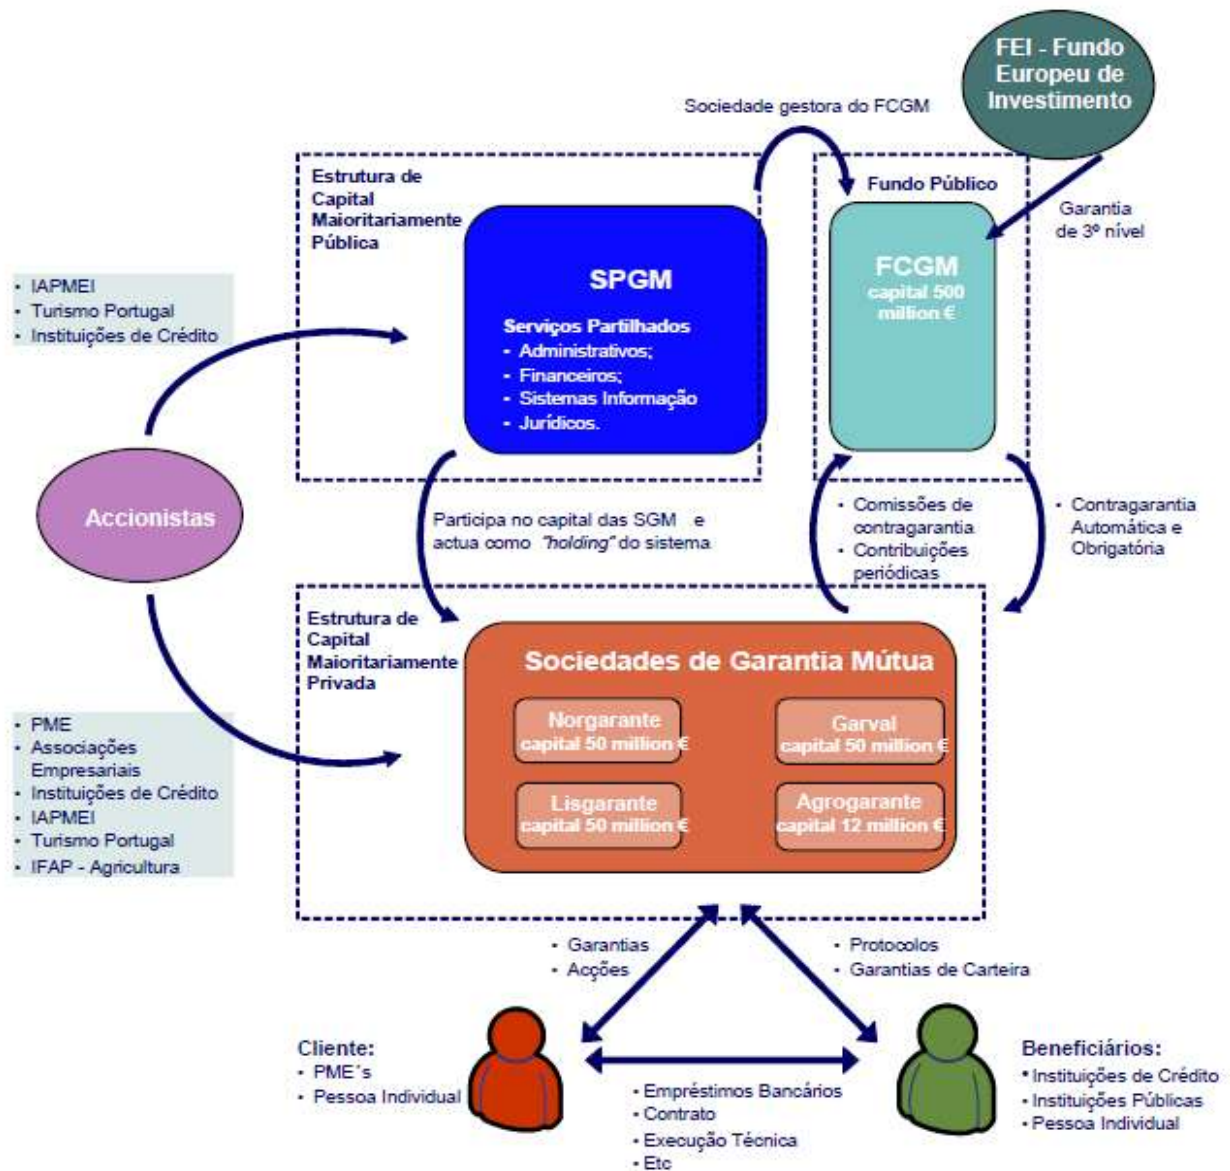 FEI - Fundo
Europeu de
Investimento
Sociedade gestora do FCGM
Estrutura de
Capital
Maioritariamente
Pública
Fundo Público
Garantia
de 3º nível
SPGM
Serviços Partilhados
- Administrativos;
- Financeiros;
- Sistemas Informação
- Jurídicos.
FCGM
capital 500
million €
• IAPMEI
• Turismo Portugal
• Instituições de Crédito
Accionistas
Participa no capital das SGM e
actua como "holding" do sistema
• Comissões de
contragarantia
• Contribuições
periódicas
• Contragarantia
Automática e
Obrigatória
Estrutura de
Capital
Maioritariamente
Privada
Sociedades de Garantia Mútua
Norgarante
capital 50 million €
Garval
capital 50 million €
Lisgarante
capital 50 million €
Agrogarante
capital 12 million €
• PME
• Associações
Empresariais
• Instituições de Crédito
• IAPMEI
• Turismo Portugal
• IFAP - Agricultura
• Garantias
• Acções
• Protocolos
• Garantias de Carteira
Cliente:
• PME´s
• Pessoa Individual
• Empréstimos Bancários
• Contrato
• Execução Técnica
• Etc
Beneficiários:
• Instituições de Crédito
• Instituições Públicas
• Pessoa Individual